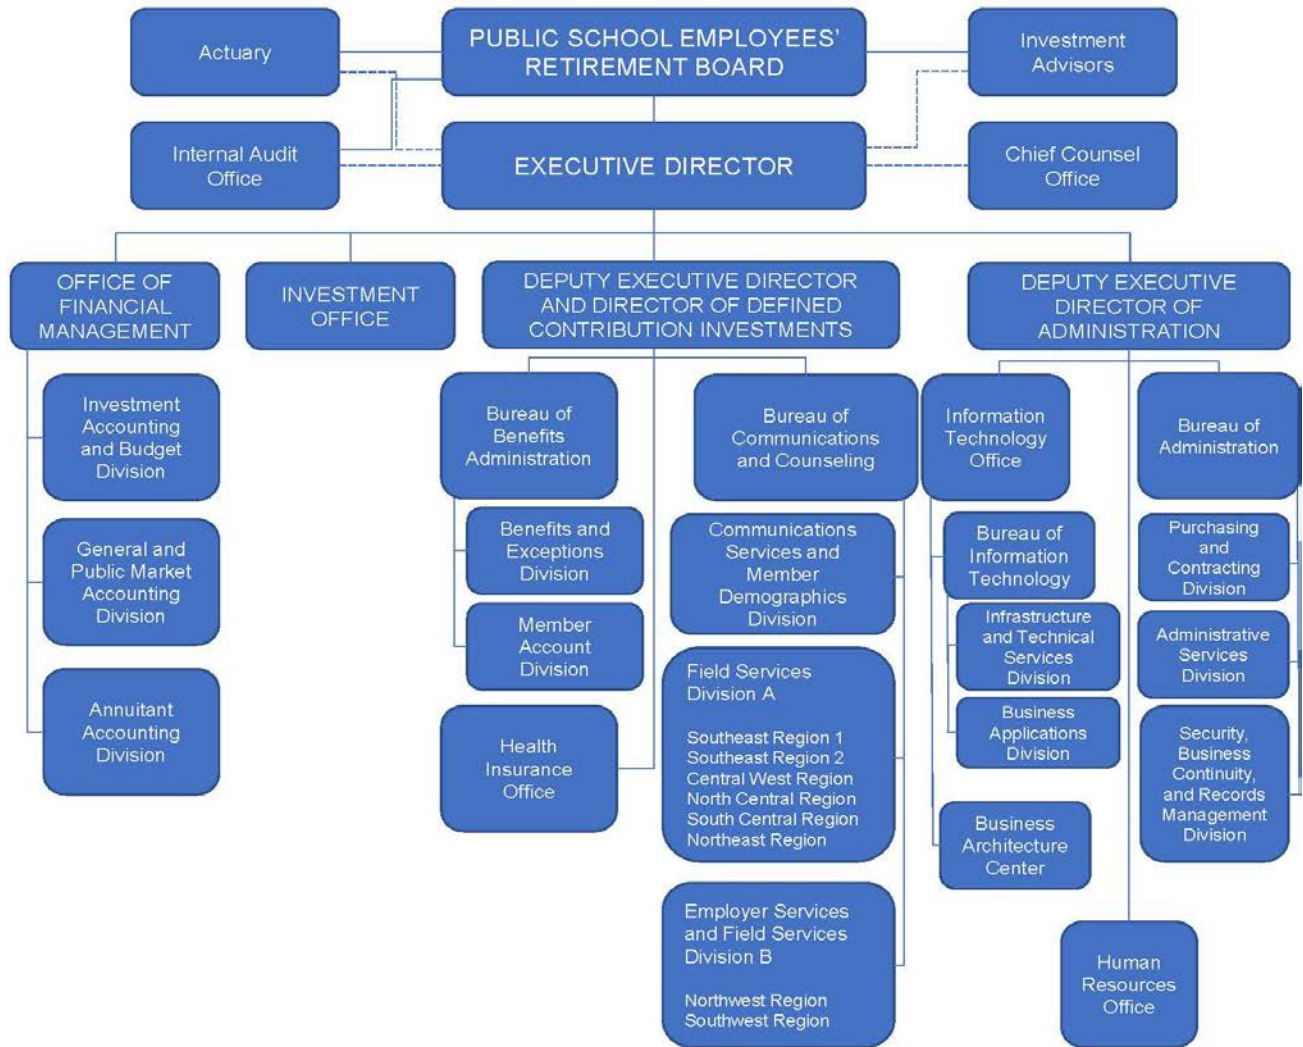 Actuary
PUBLIC SCHOOL EMPLOYEES'
RETIREMENT BOARD
Investment
Advisors
Internal Audit
Office
EXECUTIVE DIRECTOR
Chief Counsel
Office
OFFICE OF
FINANCIAL
MANAGEMENT
INVESTMENT
OFFICE
DEPUTY EXECUTIVE DIRECTOR
AND DIRECTOR OF DEFINED
CONTRIBUTION INVESTMENTS
DEPUTY EXECUTIVE
DIRECTOR OF
ADMINISTRATION
Investment
Accounting
and Budget
Division
General and
Public Market
Accounting
Division
Annuitant
Accounting
Division
Bureau of
Benefits
Administration
Benefits and
Exceptions
Division
Member
Account
Division
Health
Insurance
Office
Bureau of
Communications
and Counseling
Communications
Services and
Member
Demographics
Division
Field Services
Division A
Southeast Region 1
Southeast Region 2
Central West Region
North Central Region
South Central Region
Northeast Region
Employer Services
and Field Services
Division B
Northwest Region
Southwest Region
Information
Technology
Office
Bureau of
Information
Technology
Infrastructure
and Technical
Services
Division
Business
Applications
Division
Business
Architecture
Center
Bureau of
Administration
Purchasing
and
Contracting
Division
Administrative
Services
Division
Security,
Business
Continuity,
and Records
Management
Division
Human
Resources
Office